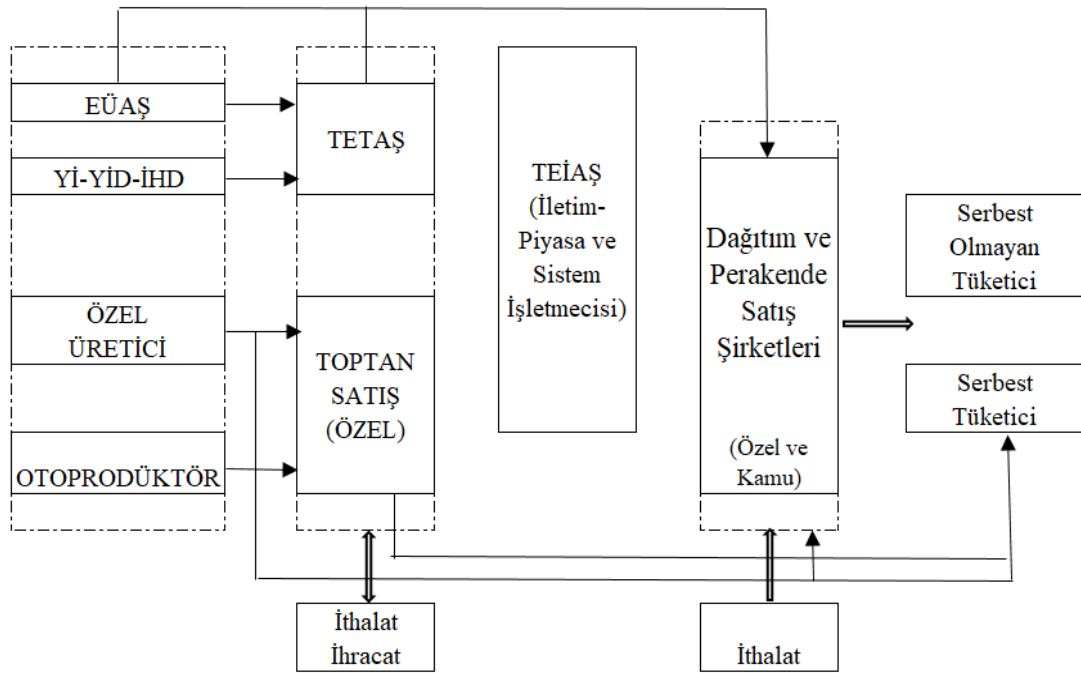 EÜAŞ
Yİ-YİD-İHD
ÖZEL
ÜRETİCİ
OTOPRODÜKTÖR
TETAŞ
TOPTAN
SATIŞ
(ÖZEL)
İthalat
İhracat
TEİAŞ
(İletim-
Piyasa ve
Sistem
İşletmecisi)
Dağıtım ve
Perakende
Satış
Şirketleri
(Özel ve
Kamu)
İthalat
Serbest
Olmayan
Tüketici
Serbest
Tüketici